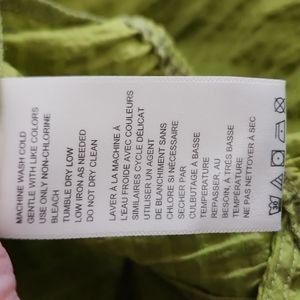 MACHINE WASH COLD
GENTLE WITH LIKE COLORS
USE ONLY NON-CHLORINE
BLEACH
TUMBLE DRY LOW
LOW IRON AS NEEDED
DO NOT DRY CLEAN
LAVER À LA MACHINE À
L'EAU FROIDE AVEC COULEURS
SIMILAIRES CYCLE DÉLICAT
UTILISER UN AGENT
DE BLANCHIMENT SANS
CHLORE SU NÉCESSAIRE
SECHER PAR
CULBUTAGE À BASSE
TEMPÉRATURE
REPASSER, AU
BESOIN, À TRÈS BASSE
TEMPÉRATURE
NE PAS NETTOYER À SEC